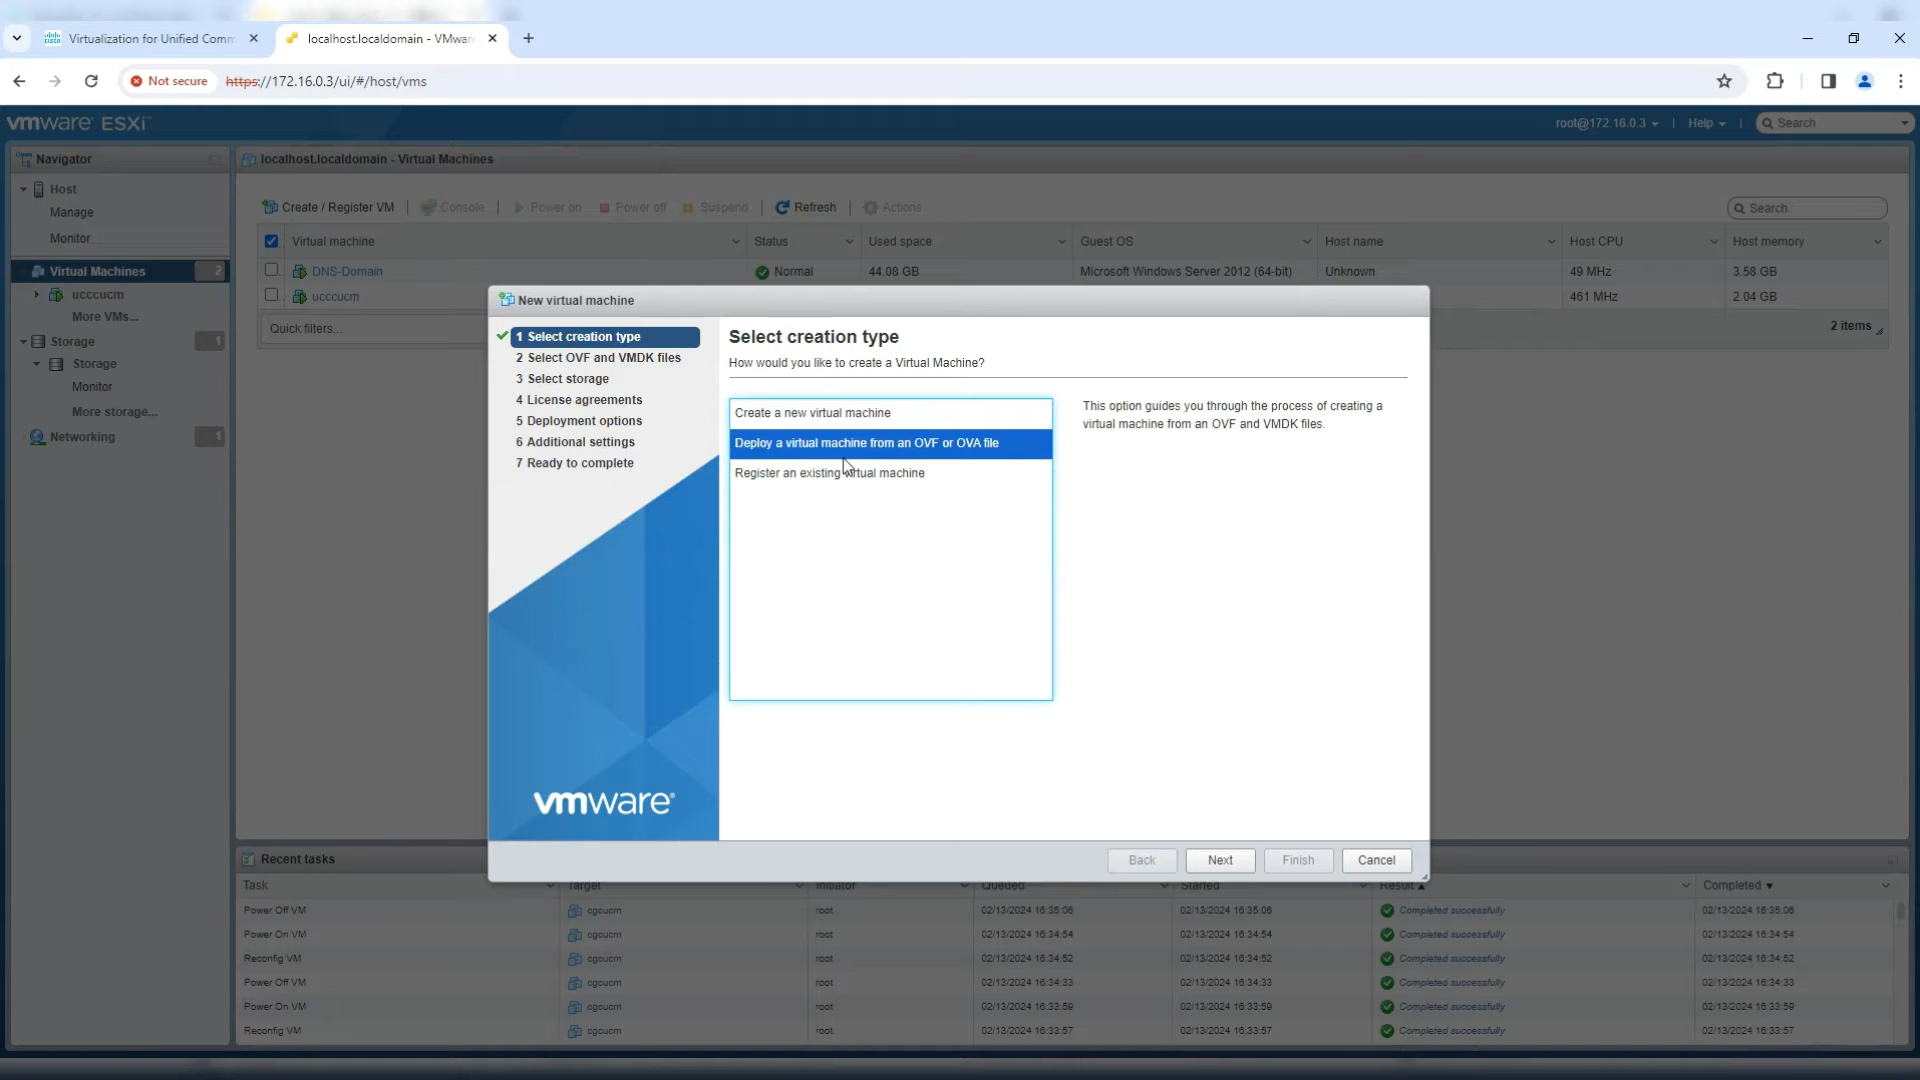 Virtualization for Unified Comm
localhost.localdomain - VMware
Not secure
https://172.16.0.3/ui/#/host/vms
vmware ESXi
root@172.16.0.3
Help
Search
Navigator
Host
Manage
Monitor
Virtual Machines 2
ucccucm
More VMs...
Storage 1
Storage
Monitor
More storage...
Networking 1
localhost.localdomain - Virtual Machines
Create / Register VM
Console
Power on
Power off
Suspend
Refresh
Actions
Search
Virtual machine Status Used space Guest OS Host name Host CPU Host memory
DNS-Domain Normal 44.08 GB Microsoft Windows Server 2012 (64-bit) Unknown 49 MHz 3.58 GB
ucccucm 461 MHz 2.04 GB
Quick filters...
2 items
New virtual machine
1 Select creation type
2 Select OVF and VMDK files
3 Select storage
4 License agreements
5 Deployment options
6 Additional settings
7 Ready to complete
vmware
Select creation type
How would you like to create a Virtual Machine?
Create a new virtual machine
Deploy a virtual machine from an OVF or OVA file
Register an existing virtual machine
This option guides you through the process of creating a
virtual machine from an OVF and VMDK files.
Back
Next
Finish
Cancel
Recent tasks
Task Target Initiator Queued Started Result Completed
Power Off VM cgcucm root 02/13/2024 16:35:06 02/13/2024 16:35:06 Completed successfully 02/13/2024 16:35:06
Power On VM cgcucm root 02/13/2024 16:34:54 02/13/2024 16:34:54 Completed successfully 02/13/2024 16:34:54
Reconfig VM cgcucm root 02/13/2024 16:34:52 02/13/2024 16:34:52 Completed successfully 02/13/2024 16:34:52
Power Off VM cgcucm root 02/13/2024 16:34:33 02/13/2024 16:34:33 Completed successfully 02/13/2024 16:34:33
Power On VM cgcucm root 02/13/2024 16:33:59 02/13/2024 16:33:59 Completed successfully 02/13/2024 16:33:59
Reconfig VM cgcucm root 02/13/2024 16:33:57 02/13/2024 16:33:57 Completed successfully 02/13/2024 16:33:57